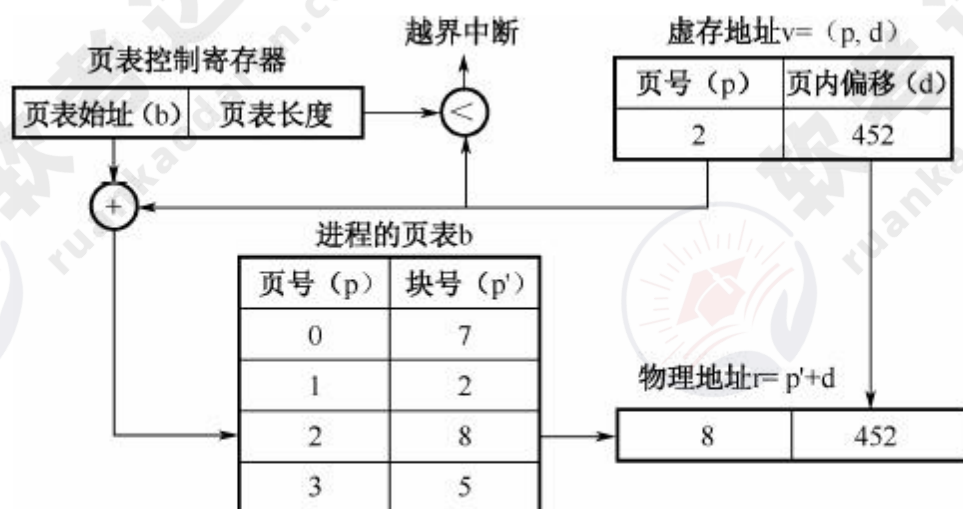 越界中断
虚存地址v=（p, d）
页表控制寄存器
页号（p） 页内偏移（d）
页表始址（b） 页表长度
<
2 452
+
进程的页表b
页号（p） 块号（p'）
0 7
1 2
物理地址r= p'+d
2 8
8 452
3 5